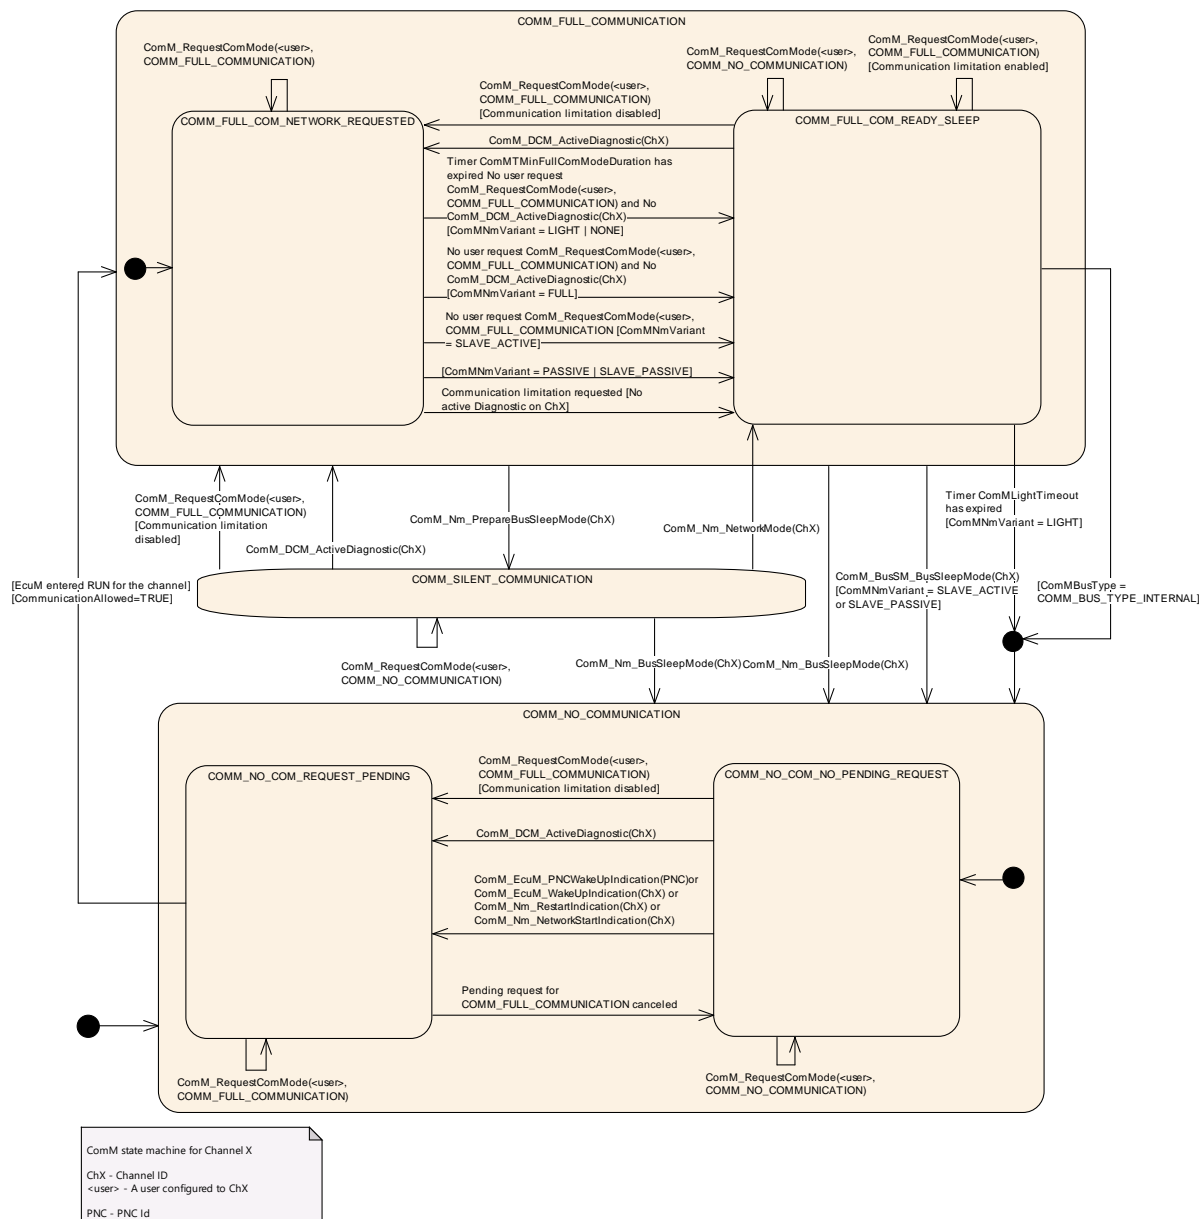 COMM_FULL_COMMUNICATION
ComM_RequestComMode(<user>,
COMM_FULL_COMMUNICATION)
ComM_RequestComMode(<user>,
COMM_NO_COMMUNICATION)
ComM_RequestComMode(<user>,
COMM_FULL_COMMUNICATION)
[Communication limitation enabled]
COMM_FULL_COM_NETWORK_REQUESTED
COMM_FULL_COM_READY_SLEEP
ComM_RequestComMode(<user>,
COMM_FULL_COMMUNICATION)
[Communication limitation disabled]
ComM_DCM_ActiveDiagnostic(ChX)
Timer ComMTMinFullComModeDuration has
expired No user request
ComM_RequestComMode(<user>,
COMM_FULL_COMMUNICATION) and No
ComM_DCM_ActiveDiagnostic(ChX)
[ComMNmVariant = LIGHT | NONE]
No user request ComM_RequestComMode(<user>,
COMM_FULL_COMMUNICATION) and No
ComM_DCM_ActiveDiagnostic(ChX)
[ComMNmVariant = FULL]
No user request ComM_RequestComMode(<user>,
COMM_FULL_COMMUNICATION [ComMNmVariant
= SLAVE_ACTIVE]
[ComMNmVariant = PASSIVE | SLAVE_PASSIVE]
Communication limitation requested [No
active Diagnostic on ChX]
ComM_RequestComMode(<user>,
COMM_FULL_COMMUNICATION)
[Communication limitation
disabled]
ComM_DCM_ActiveDiagnostic(ChX)
ComM_Nm_PrepareBusSleepMode(ChX)
ComM_Nm_NetworkMode(ChX)
Timer ComMLightTimeout
has expired
[ComMNmVariant = LIGHT]
[EcuM entered RUN for the channel]
[CommunicationAllowed=TRUE]
COMM_SILENT_COMMUNICATION
ComM_BusSM_BusSleepMode(ChX)
[ComMNmVariant = SLAVE_ACTIVE
or SLAVE_PASSIVE]
[ComMBusType =
COMM_BUS_TYPE_INTERNAL]
ComM_RequestComMode(<user>,
COMM_NO_COMMUNICATION)
ComM_Nm_BusSleepMode(ChX)
ComM_Nm_BusSleepMode(ChX)
COMM_NO_COMMUNICATION
COMM_NO_COM_REQUEST_PENDING
COMM_NO_COM_NO_PENDING_REQUEST
ComM_RequestComMode(<user>,
COMM_FULL_COMMUNICATION)
[Communication limitation disabled]
ComM_DCM_ActiveDiagnostic(ChX)
ComM_EcuM_PNCWakeUpIndication(PNC)or
ComM_EcuM_WakeUpIndication(ChX) or
ComM_Nm_RestartIndication(ChX) or
ComM_Nm_NetworkStartIndication(ChX)
Pending request for
COMM_FULL_COMMUNICATION canceled
ComM_RequestComMode(<user>,
COMM_FULL_COMMUNICATION)
ComM_RequestComMode(<user>,
COMM_NO_COMMUNICATION)
ComM state machine for Channel X
ChX - Channel ID
<user> - A user configured to ChX
PNC - PNC Id